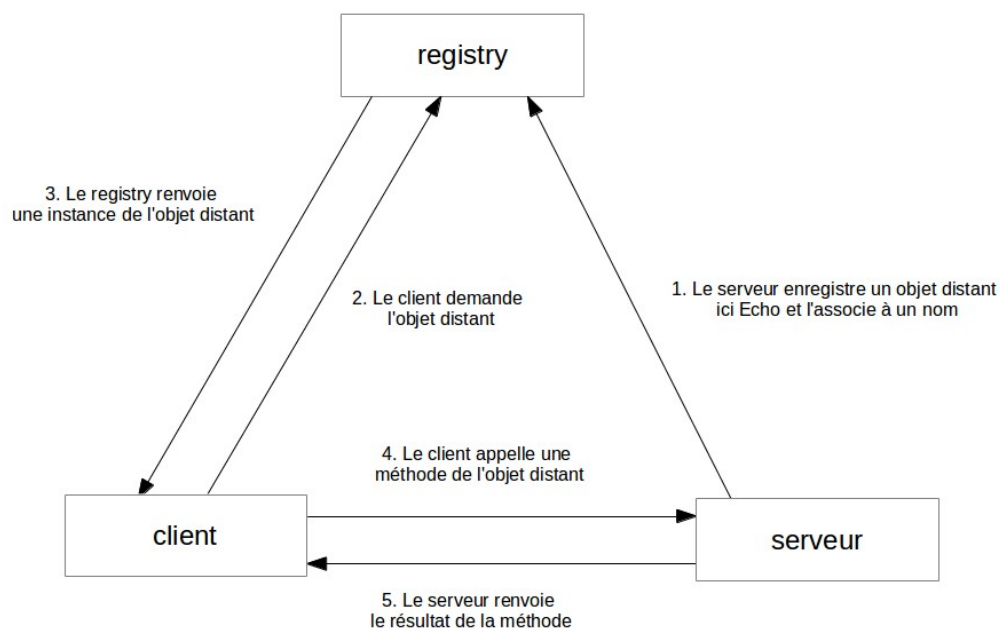 registry
3. Le registry renvoie
une instance de l'objet distant
2. Le client demande
l'objet distant
1. Le serveur enregistre un objet distant
ici Echo et l'associe à un nom
4. Le client appelle une
méthode de l'objet distant
client
serveur
5. Le serveur renvoie
le résultat de la méthode